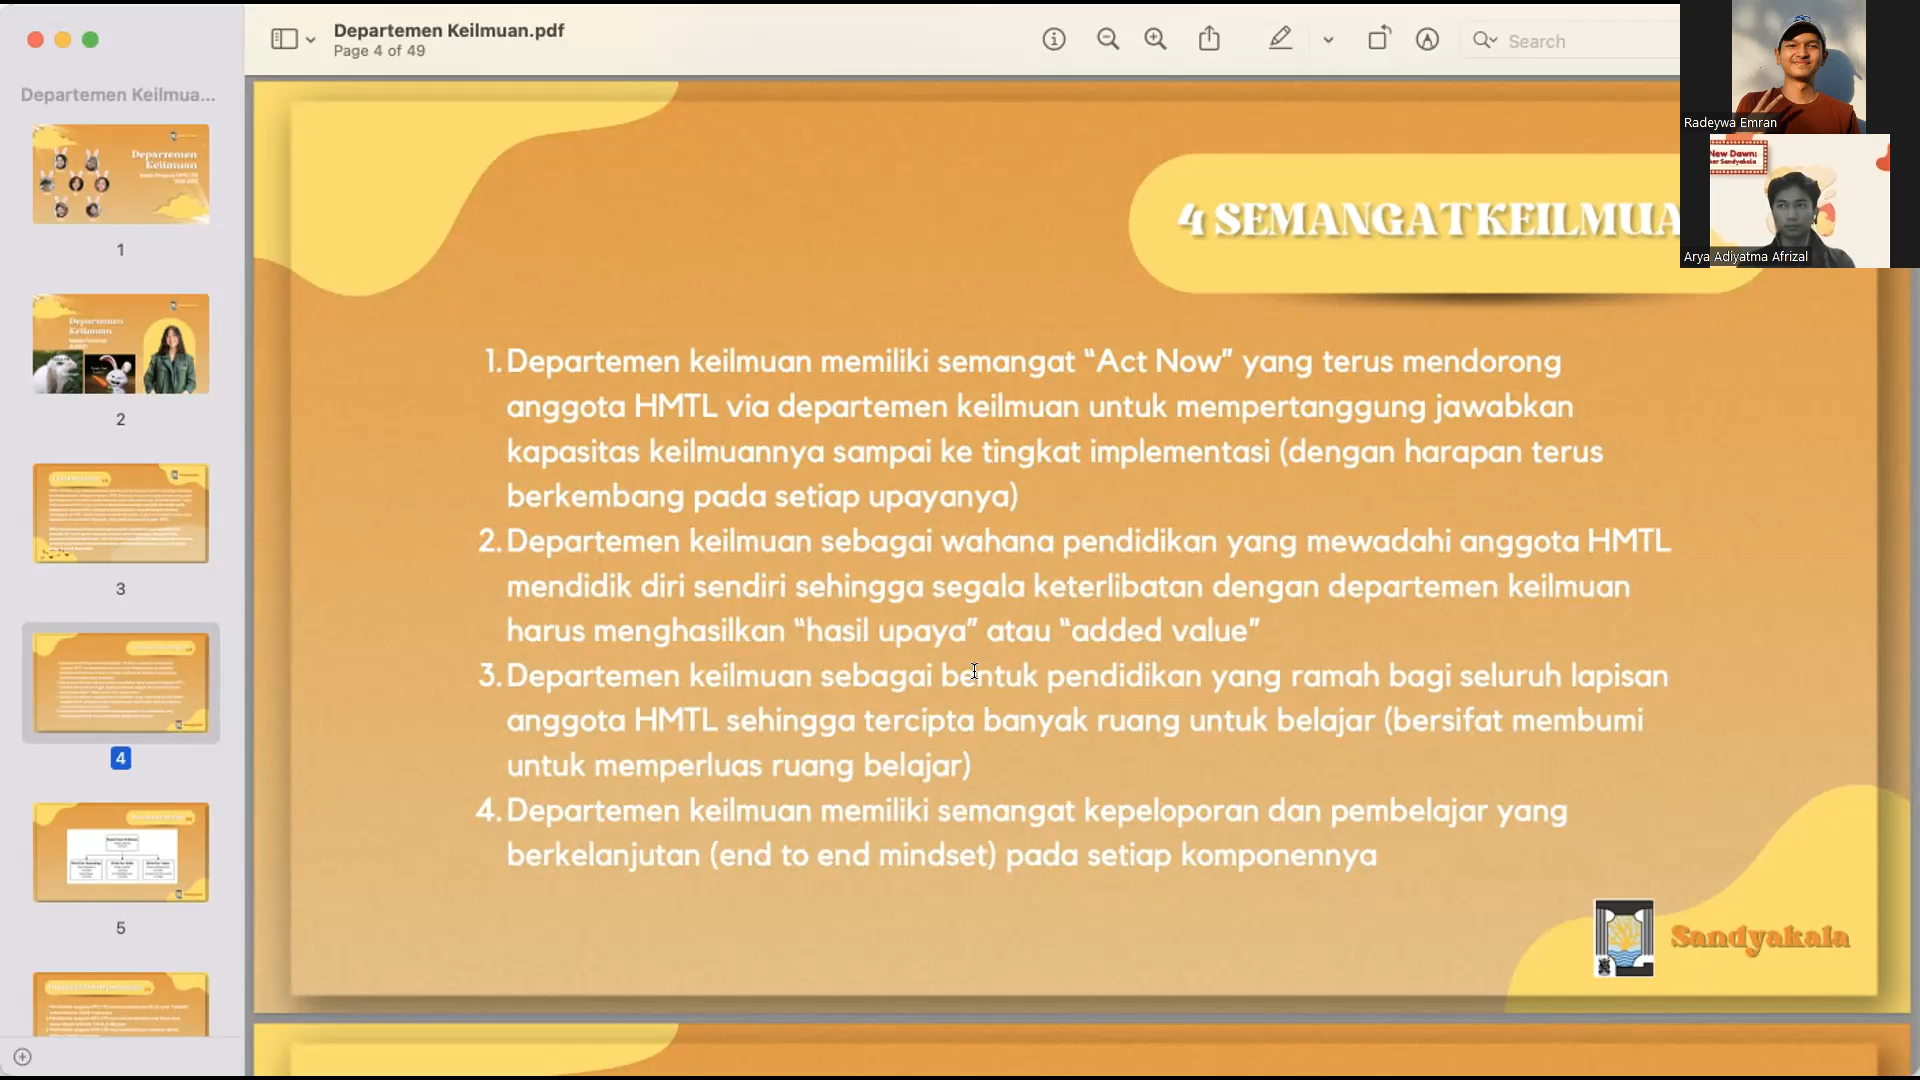 Departemen Keilmuan.pdf
Page 4 of 49
Search
Departemen Keilmua...
Departemen
Keilmuan
1
Departemen
Keilmuan
2
3
4
5
Radeywa Emran
New Dawn:
Arya Adiyatma Afrizal
4 SEMANGAT KEILMUA
1. Departemen keilmuan memiliki semangat “Act Now” yang terus mendorong
anggota HMTL via departemen keilmuan untuk mempertanggung jawabkan
kapasitas keilmuannya sampai ke tingkat implementasi (dengan harapan terus
berkembang pada setiap upayanya)
2. Departemen keilmuan sebagai wahana pendidikan yang mewadahi anggota HMTL
mendidik diri sendiri sehingga segala keterlibatan dengan departemen keilmuan
harus menghasilkan “hasil upaya” atau “added value”
3. Departemen keilmuan sebagai bentuk pendidikan yang ramah bagi seluruh lapisan
anggota HMTL sehingga tercipta banyak ruang untuk belajar (bersifat membumi
untuk memperluas ruang belajar)
4. Departemen keilmuan memiliki semangat kepeloporan dan pembelajar yang
berkelanjutan (end to end mindset) pada setiap komponennya
Sandyakala